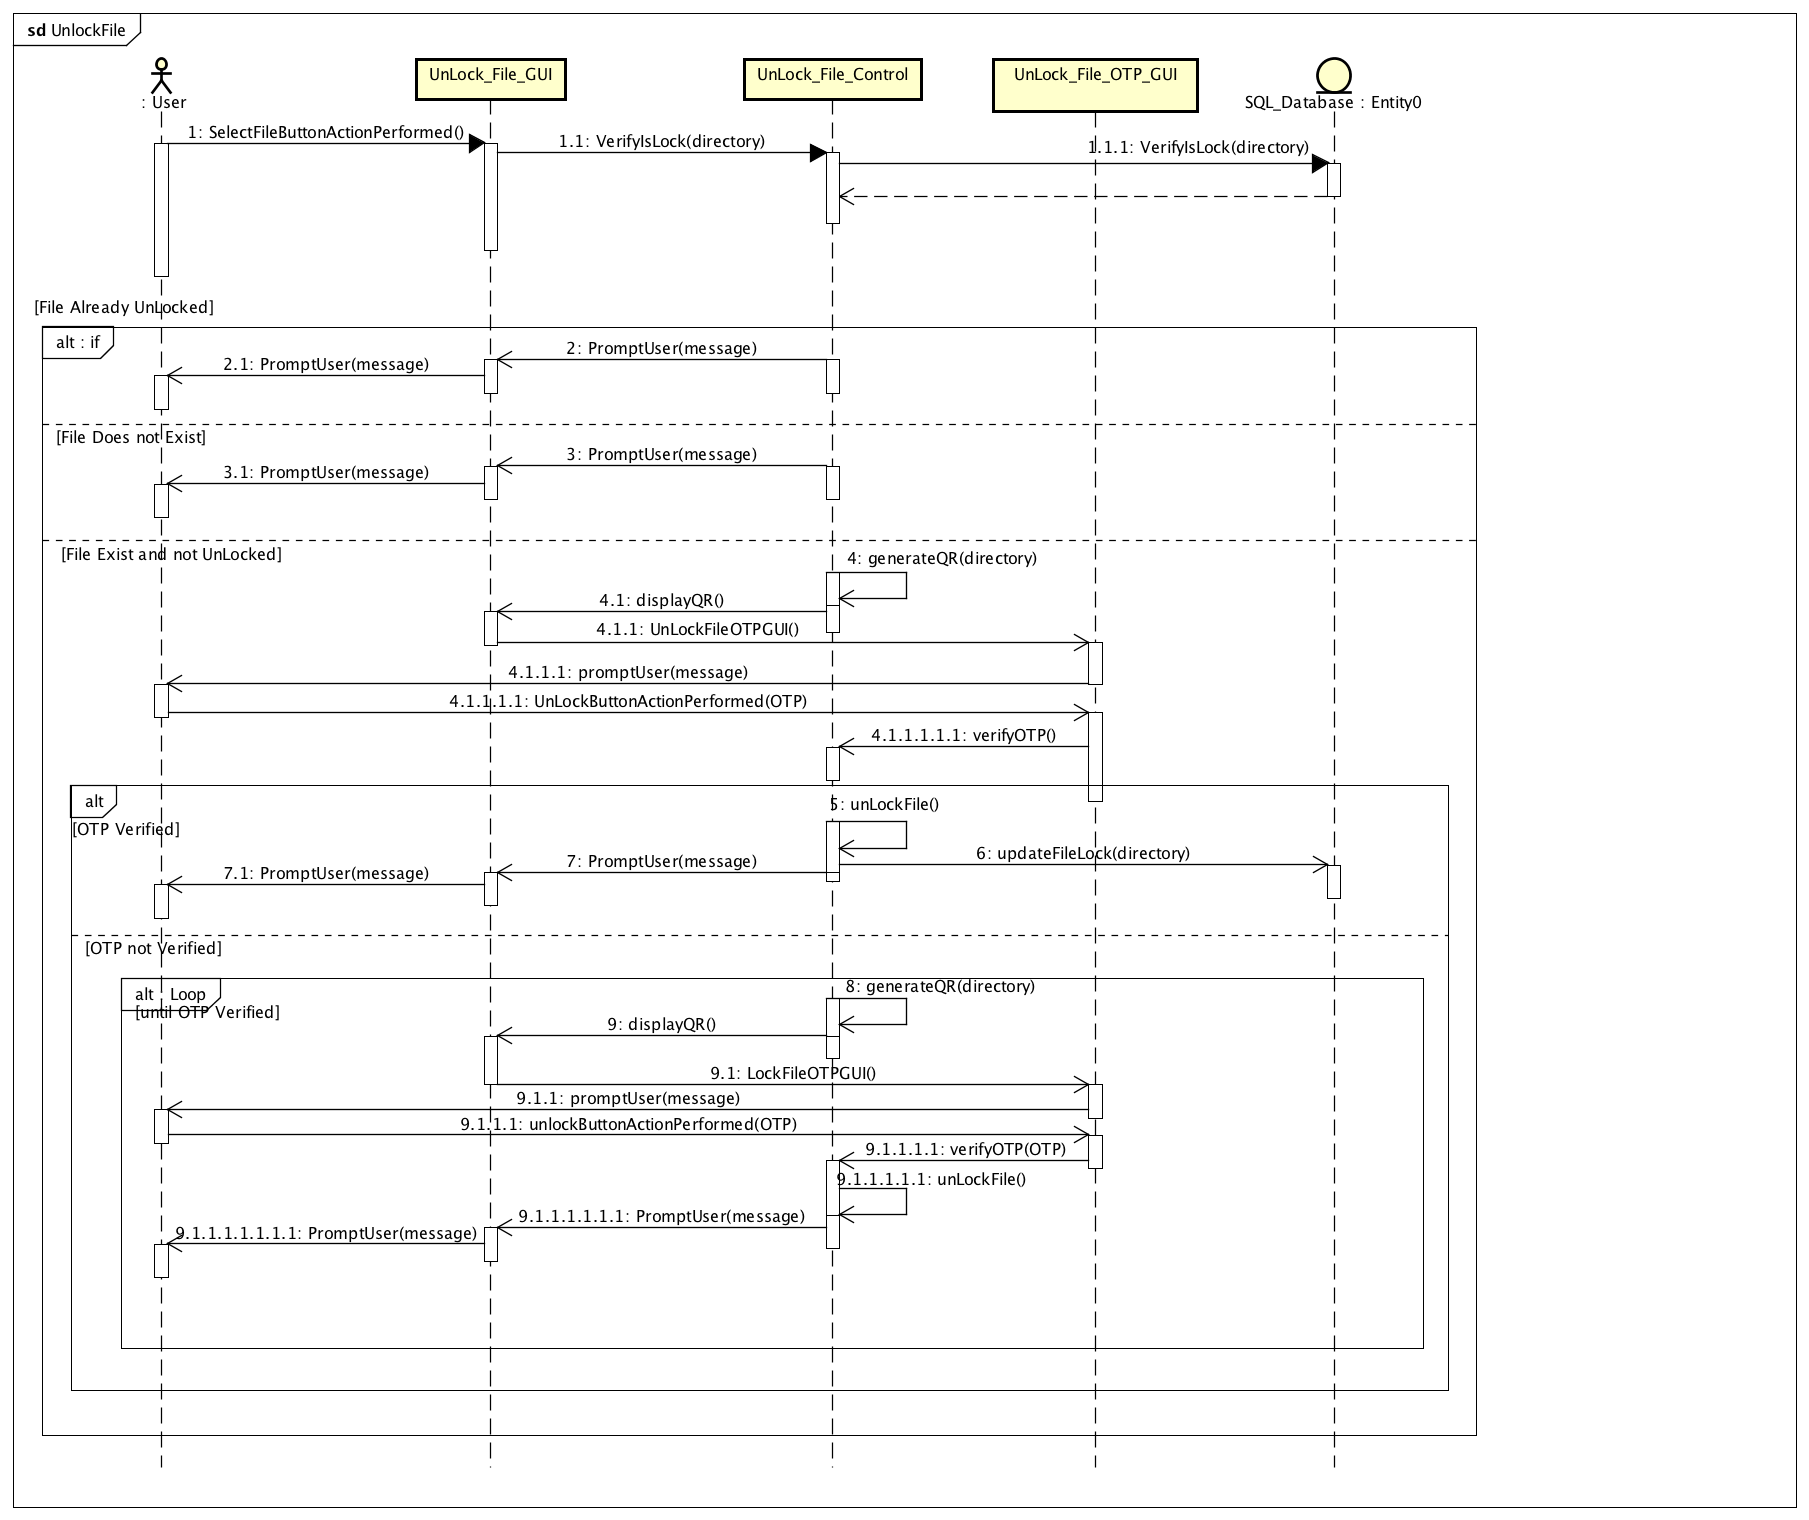 sd UnlockFile
: User
UnLock_File_GUI
UnLock_File_Control
UnLock_File_OTP_GUI
SQL_Database : Entity0
1: SelectFileButtonActionPerformed()
1.1: VerifyIsLock(directory)
1.1.1: VerifyIsLock(directory)
[File Already UnLocked]
alt : if
2: PromptUser(message)
2.1: PromptUser(message)
[File Does not Exist]
3: PromptUser(message)
3.1: PromptUser(message)
[File Exist and not UnLocked]
4: generateQR(directory)
4.1: displayQR()
4.1.1: UnLockFileOTPGUI()
4.1.1.1: promptUser(message)
4.1.1.1.1: UnLockButtonActionPerformed(OTP)
4.1.1.1.1.1: verifyOTP()
alt
5: unLockFile()
[OTP Verified]
6: updateFileLock(directory)
7: PromptUser(message)
7.1: PromptUser(message)
[OTP not Verified]
alt : Loop
8: generateQR(directory)
[until OTP Verified]
9: displayQR()
9.1: LockFileOTPGUI()
9.1.1: promptUser(message)
9.1.1.1: unlockButtonActionPerformed(OTP)
9.1.1.1.1: verifyOTP(OTP)
9.1.1.1.1.1: unLockFile()
9.1.1.1.1.1.1: PromptUser(message)
9.1.1.1.1.1.1.1: PromptUser(message)